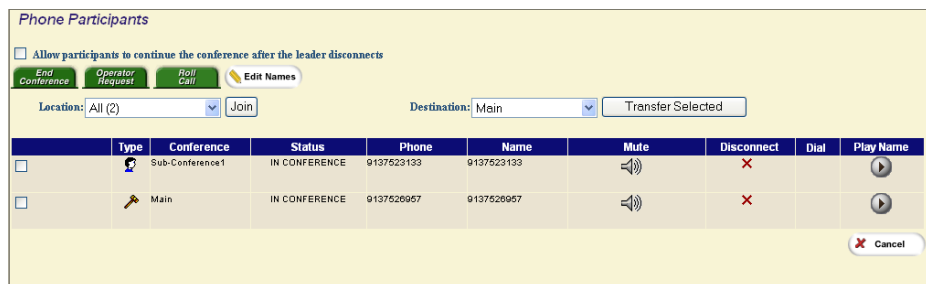 Phone Participants
Allow participants to continue the conference after the leader disconnects
End Conference Operator Request Roll Call Edit Names
Location: All (2) Join Destination: Main Transfer Selected
Type Conference Status Phone Name Mute Disconnect Dial Play Name
Sub-Conference1 IN CONFERENCE 9137523133 9137523133
Main IN CONFERENCE 9137526957 9137526957
Cancel